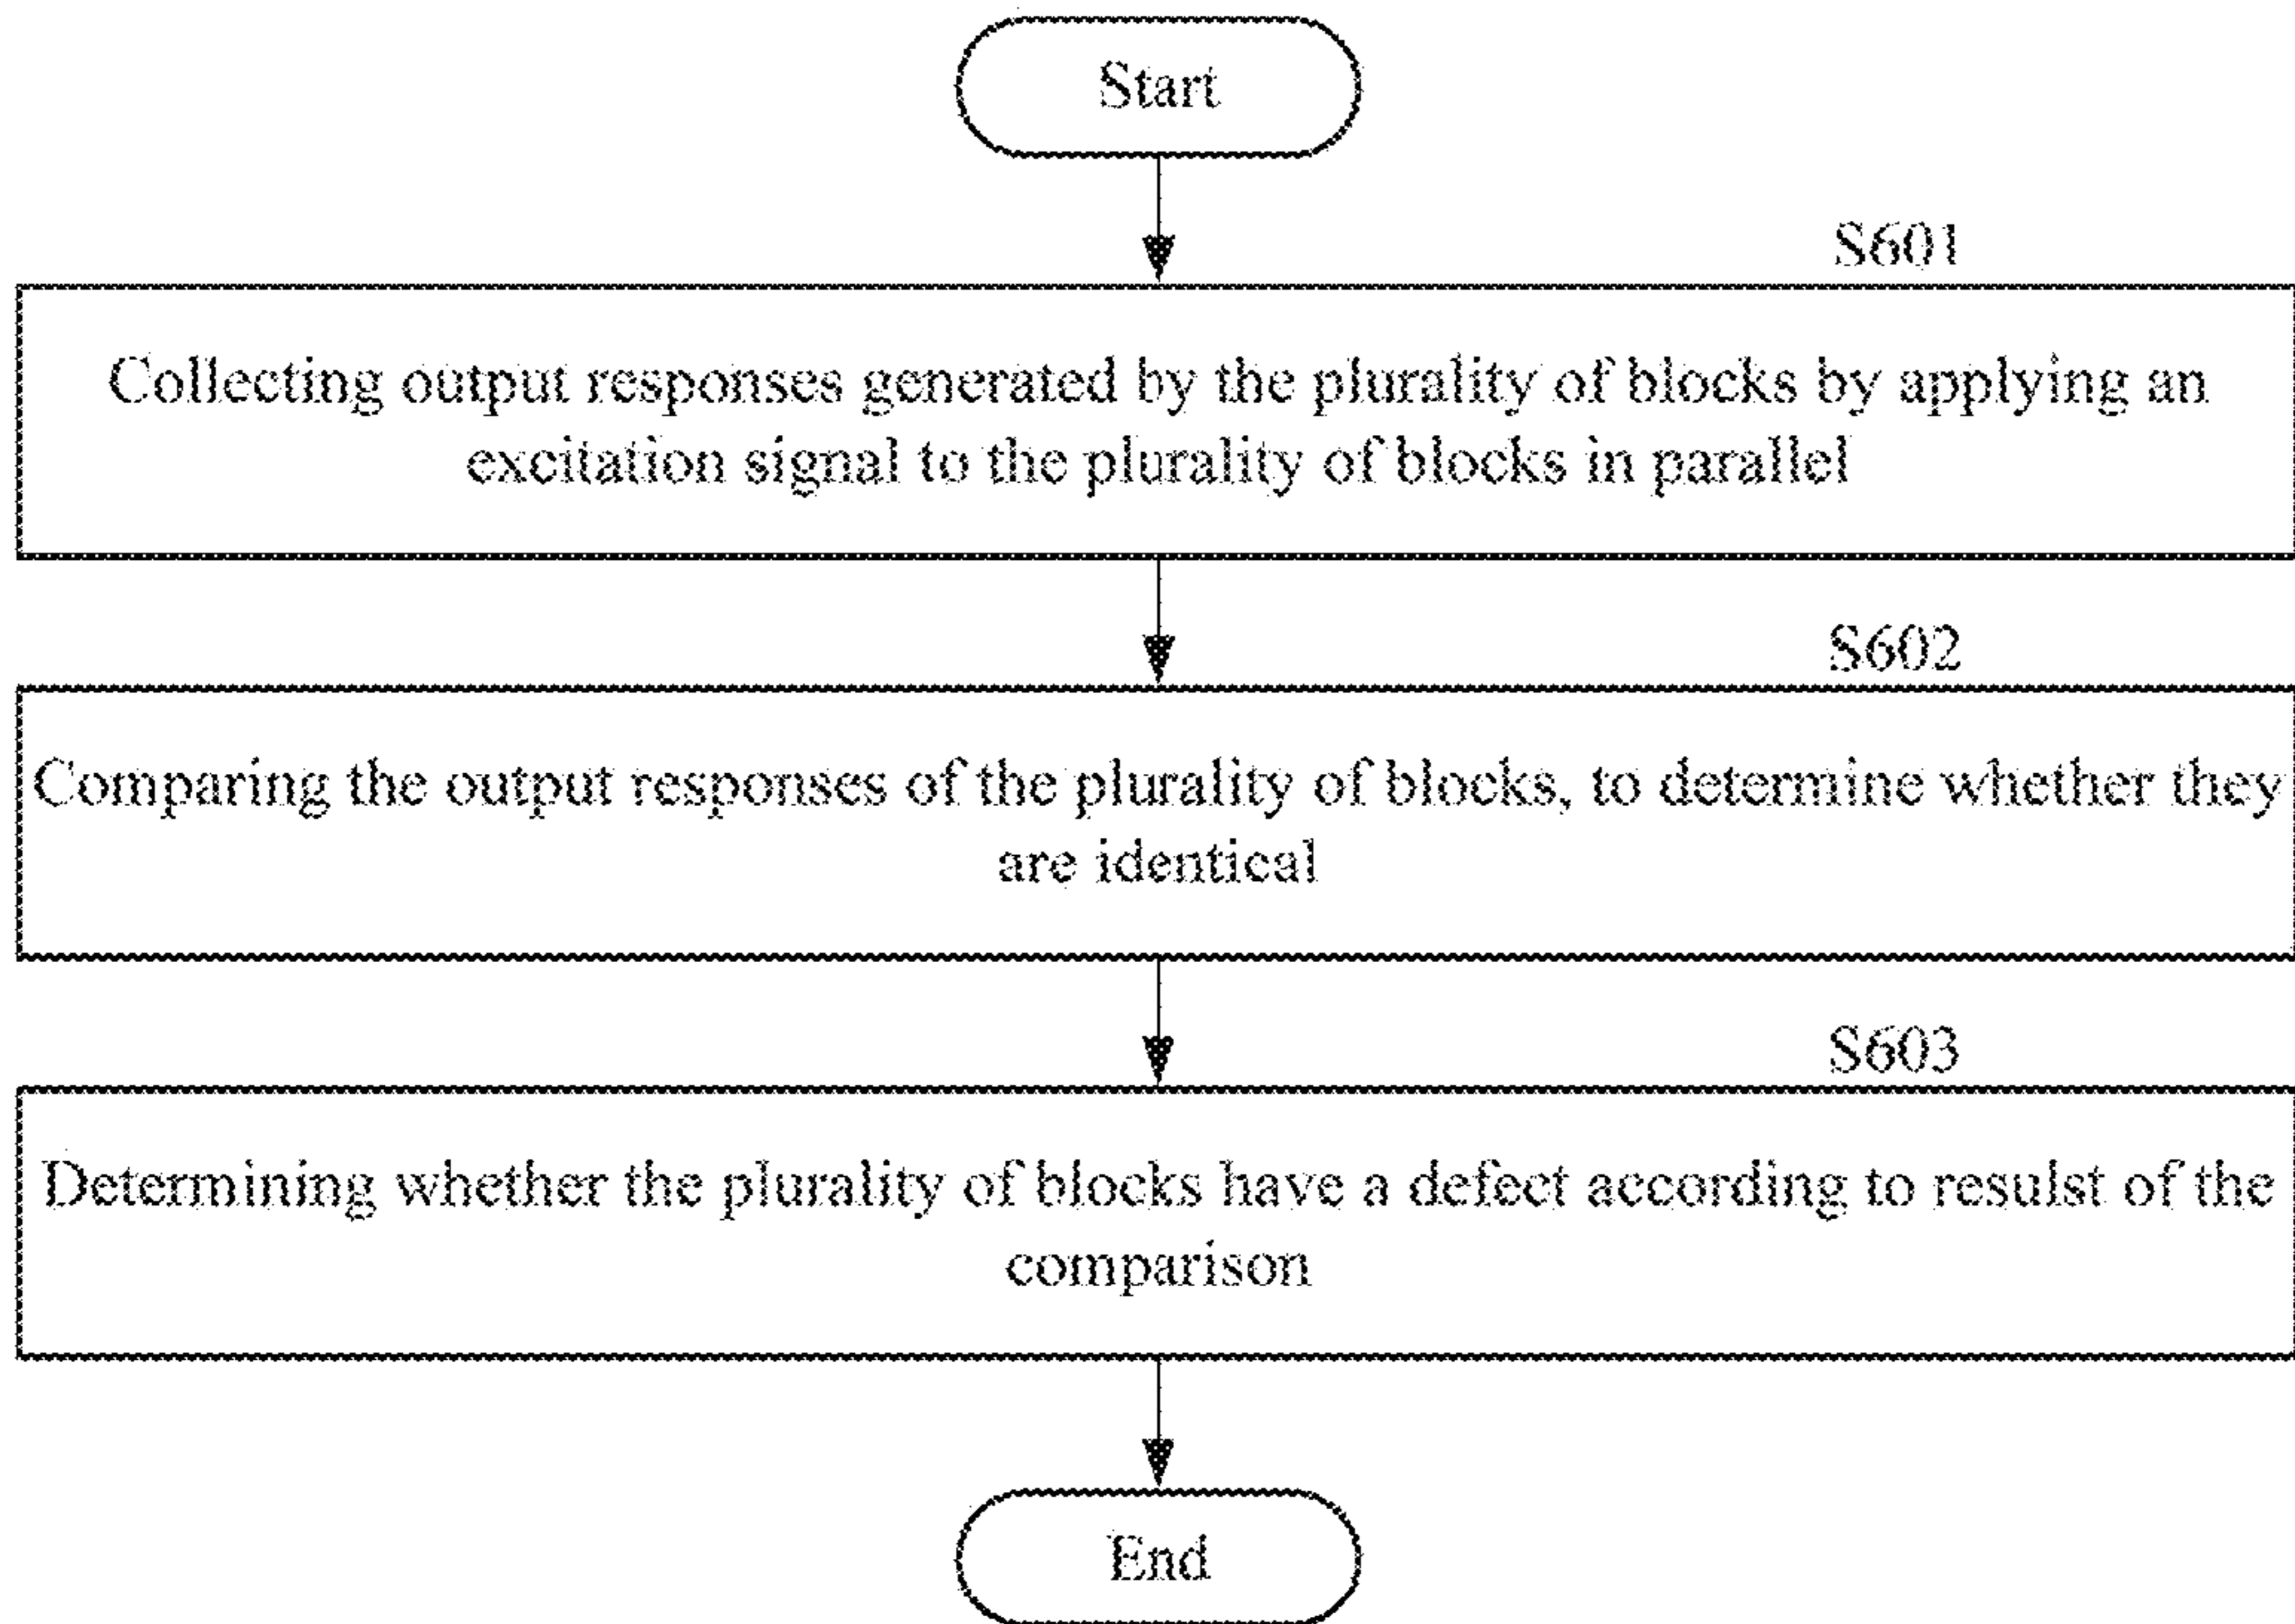 Start
S601
Collecting output responses generated by the plurality of blocks by applying an
excitation signal to the plurality of blocks in parallel
S602
Comparing the output responses of the plurality of blocks, to determine whether they
are identical
S603
Determining whether the plurality of blocks have a defect according to resulst of the
comparison
End